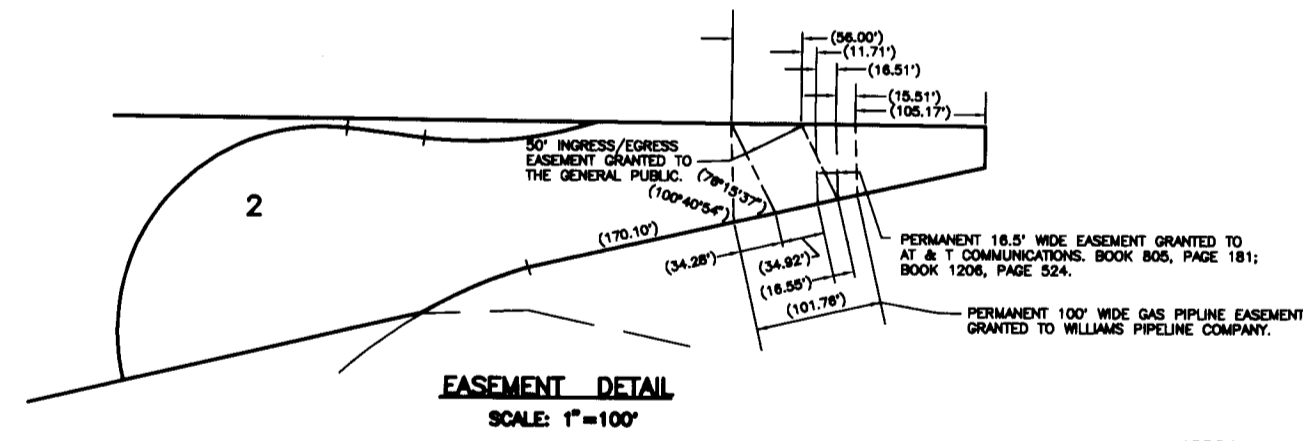 (56.00')
(11.71')
(16.51')
(15.51')
(105.17')
50' INGRESS/EGRESS
EASEMENT GRANTED TO
THE GENERAL PUBLIC.
(78°15'37")
(100°40'54")
2
(170.10')
(34.28')
(34.92')
(16.55')
(101.76')
PERMANENT 16.5' WIDE EASEMENT GRANTED TO
AT & T COMMUNICATIONS. BOOK 805, PAGE 181;
BOOK 1206, PAGE 524.
PERMANENT 100' WIDE GAS PIPLINE EASEMENT
GRANTED TO WILLIAMS PIPELINE COMPANY.
EASEMENT DETAIL
SCALE: 1"=100'